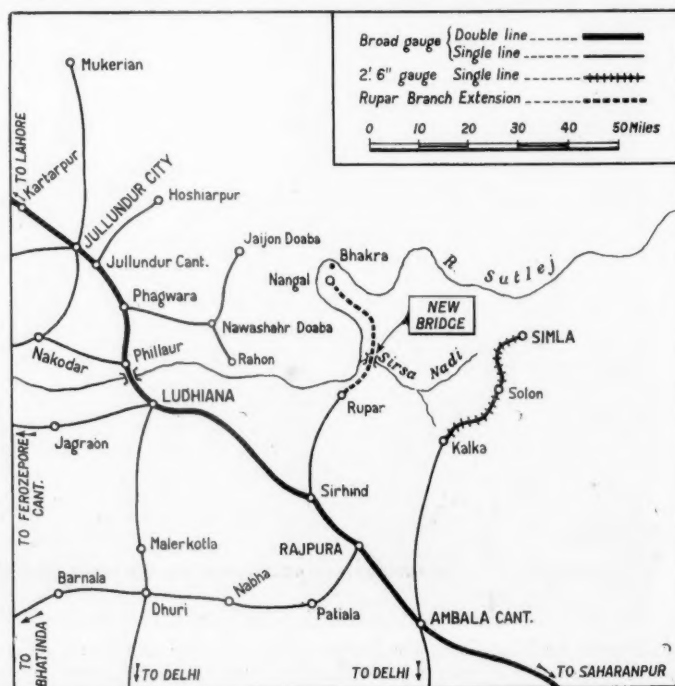 Broad gauge { Double line
Single line
2'. 6" gauge Single line
Rupar Branch Extension
0 10 20 30 40 50 Miles
Mukerian
TO LAHORE
Kartarpur
JULLUNDUR CITY
Hoshiarpur
Jullundur Cant.
Jaijon Doaba
Bhakra
R. Sutlej
Nangal
Phagwara
NEW
BRIDGE
Nawashahr Doaba
Nakodar
Phillaur
Rahon
Sirsa Nadi
SIMLA
LUDHIANA
Rupar
Solon
Jagraon
Kalka
TO FEROZEPORE
CANT.
Sirhind
Malerkotla
RAJPURA
Barnala
Dhuri
Nabha
Patiala
AMBALA CANT.
TO
BHATINDA
TO DELHI
TO DELHI
TO SAHARANPUR